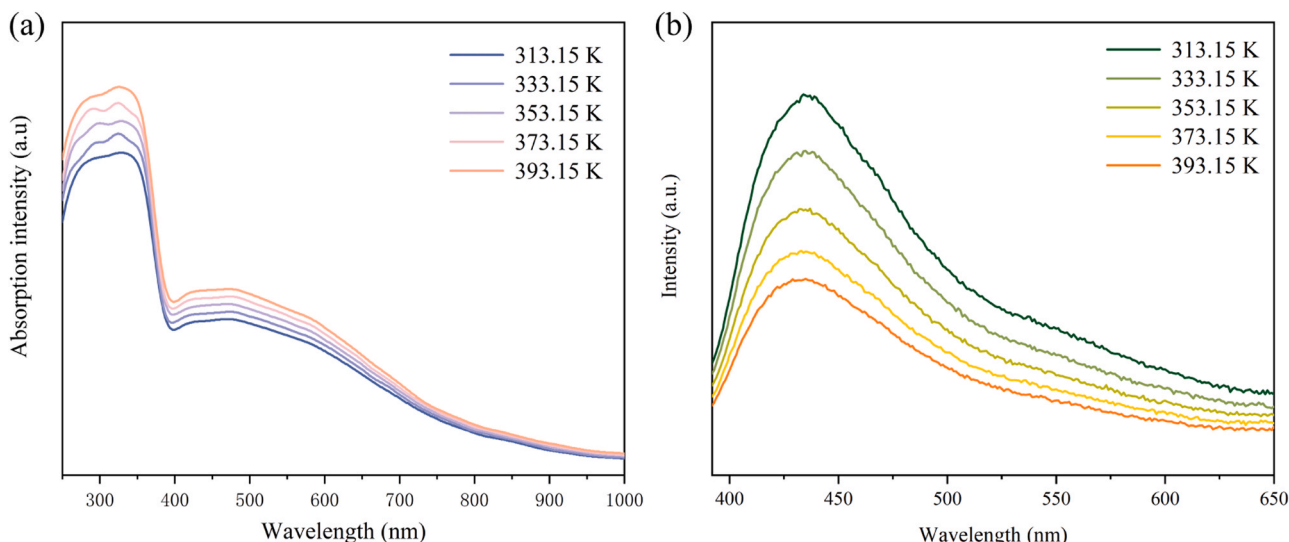 (a)
313.15 K
333.15 K
353.15 K
373.15 K
393.15 K
Absorption intensity (a.u)
300 400 500 600 700 800 900 1000
Wavelength (nm)
(b)
313.15 K
333.15 K
353.15 K
373.15 K
393.15 K
Intensity (a.u.)
400 450 500 550 600 650
Wavelength (nm)